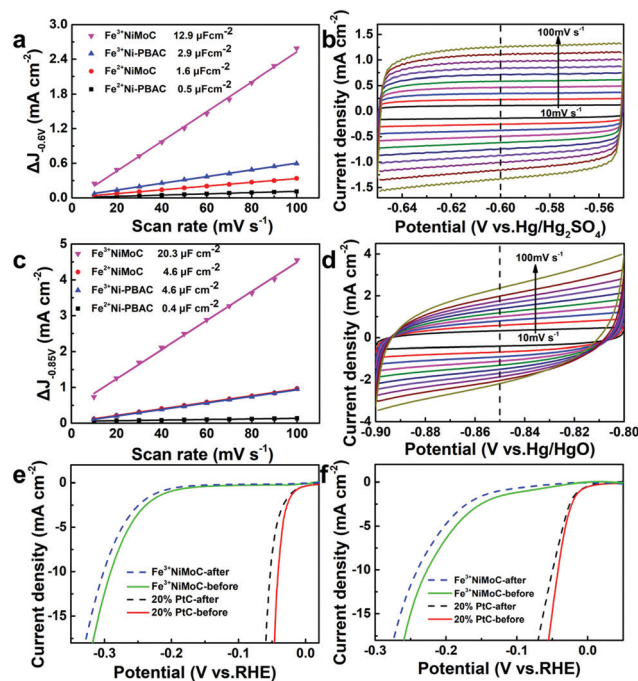 a
Fe³⁺NiMoC 12.9 μFcm⁻²
Fe³⁺Ni-PBAC 2.9 μFcm⁻²
Fe²⁺NiMoC 1.6 μFcm⁻²
Fe²⁺Ni-PBAC 0.5 μFcm⁻²
ΔJ-0.6V (mA cm⁻²)
2.4
1.8
1.2
0.6
0.0
0 20 40 60 80 100
Scan rate (mV s⁻¹)
b
100mV s⁻¹
10mV s⁻¹
Current density (mA cm⁻²)
1.5
1.0
0.5
0.0
-0.5
-1.0
-1.5
-0.64 -0.62 -0.60 -0.58 -0.56
Potential (V vs.Hg/Hg₂SO₄)
c
Fe³⁺NiMoC 20.3 μF cm⁻²
Fe²⁺NiMoC 4.6 μF cm⁻²
Fe³⁺Ni-PBAC 4.6 μF cm⁻²
Fe²⁺Ni-PBAC 0.4 μF cm⁻²
ΔJ-0.85V (mA cm⁻²)
5
4
3
2
1
0
0 20 40 60 80 100
Scan rate (mV s⁻¹)
d
100mV s⁻¹
10mV s⁻¹
Current density (mA cm⁻²)
4
2
0
-2
4
-0.90 -0.88 -0.86 -0.84 -0.82 -0.80
Potential (V vs.Hg/HgO)
e
Fe³⁺NiMoC-after
Fe³⁺NiMoC-before
20% PtC-after
20% PtC-before
Current density (mA cm⁻²)
0
-5
-10
-15
-0.3 -0.2 -0.1 0.0
Potential (V vs.RHE)
f
Fe³⁺NiMoC-after
Fe³⁺NiMoC-before
20% PtC-after
20% PtC-before
Current density (mA cm⁻²)
0
-5
-10
-15
-0.3 -0.2 -0.1 0.0
Potential (V vs.RHE)